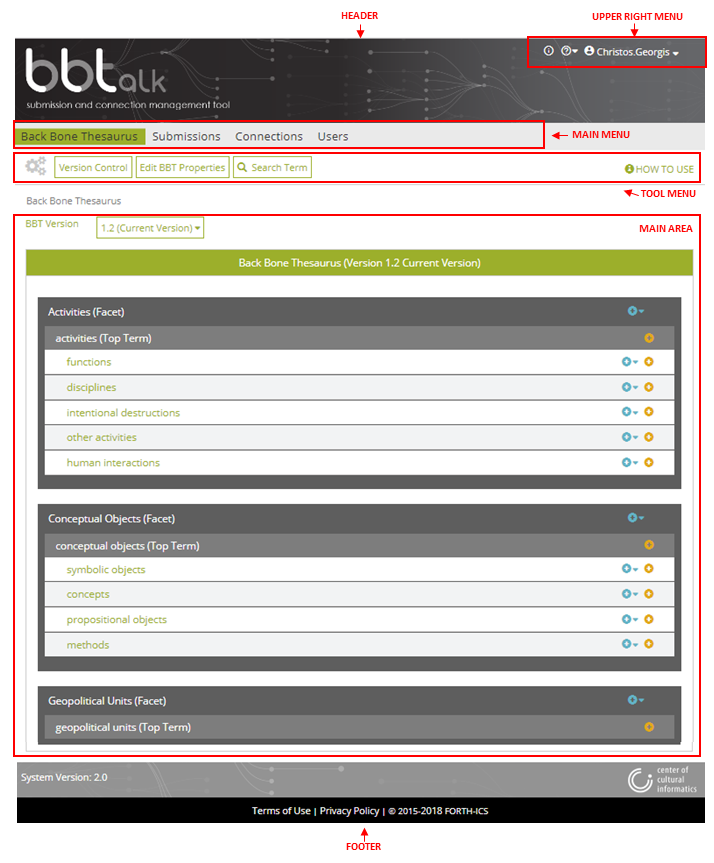 HEADER
UPPER RIGHT MENU
Christos.Georgis
bbtalk
submission and connection management tool
Back Bone Thesaurus Submissions Connections Users
MAIN MENU
Version Control Edit BBT Properties Search Term
HOW TO USE
TOOL MENU
Back Bone Thesaurus
BBT Version 1.2 (Current Version)
MAIN AREA
Back Bone Thesaurus (Version 1.2 Current Version)
Activities (Facet)
activities (Top Term)
functions
disciplines
intentional destructions
other activities
human interactions
Conceptual Objects (Facet)
conceptual objects (Top Term)
symbolic objects
concepts
propositional objects
methods
Geopolitical Units (Facet)
geopolitical units (Top Term)
System Version: 2.0
center of
cultural
informatics
Terms of Use | Privacy Policy | © 2015-2018 FORTH-ICS
FOOTER